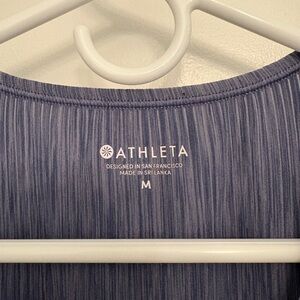 ATHLETA
DESIGNED IN SAN FRANCISCO
MADE IN SRI LANKA
M